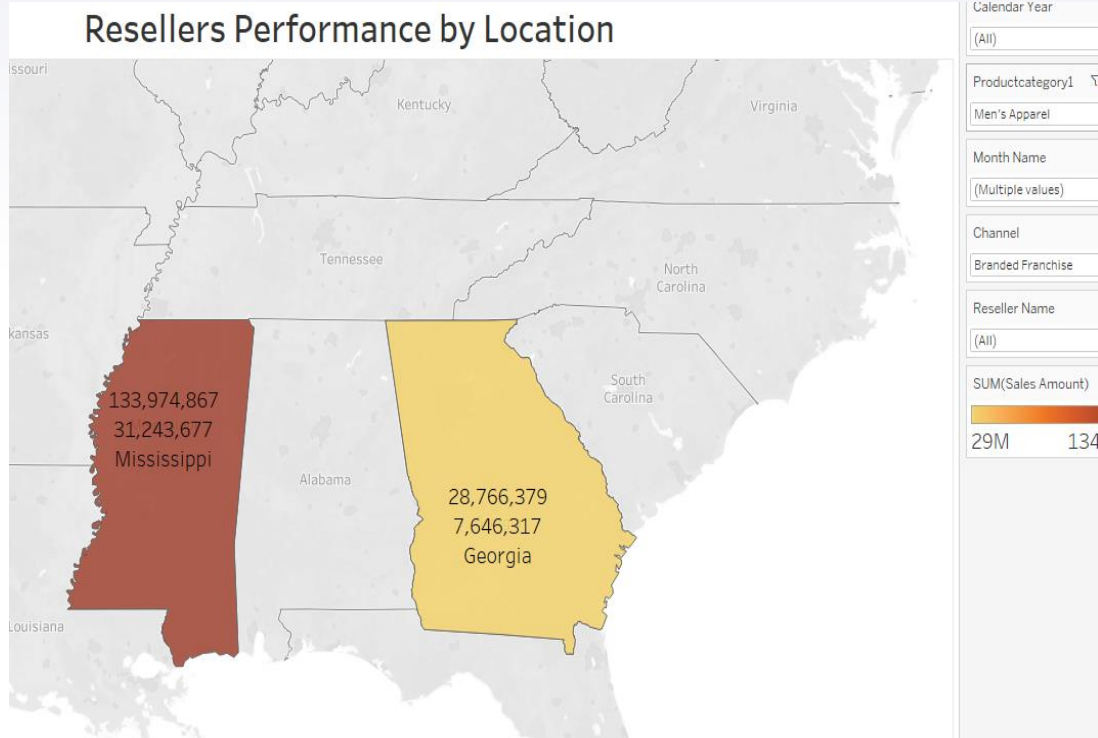 Resellers Performance by Location
issouri
Kentucky
Virginia
Tennessee
North
Carolina
kansas
South
Carolina
133,974,867
31,243,677
Mississippi
Alabama
28,766,379
7,646,317
Georgia
Louisiana
Calendar Year
(All)
Productcategory1
Men's Apparel
Month Name
(Multiple values)
Channel
Branded Franchise
Reseller Name
(All)
SUM(Sales Amount)
29M 134